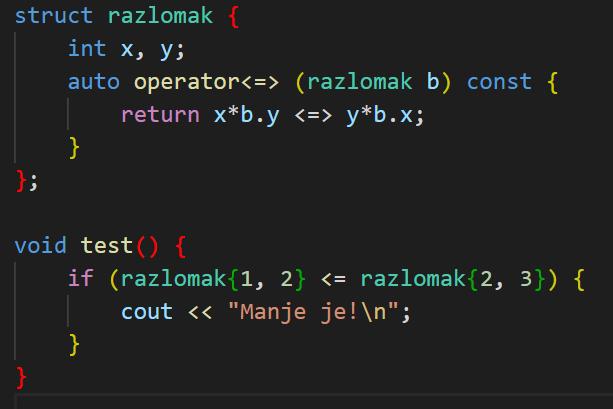 struct razlomak {
    int x, y;
    auto operator<=> (razlomak b) const {
        return x*b.y <=> y*b.x;
    }
};

void test() {
    if (razlomak{1, 2} <= razlomak{2, 3}) {
        cout << "Manje je!\n";
    }
}